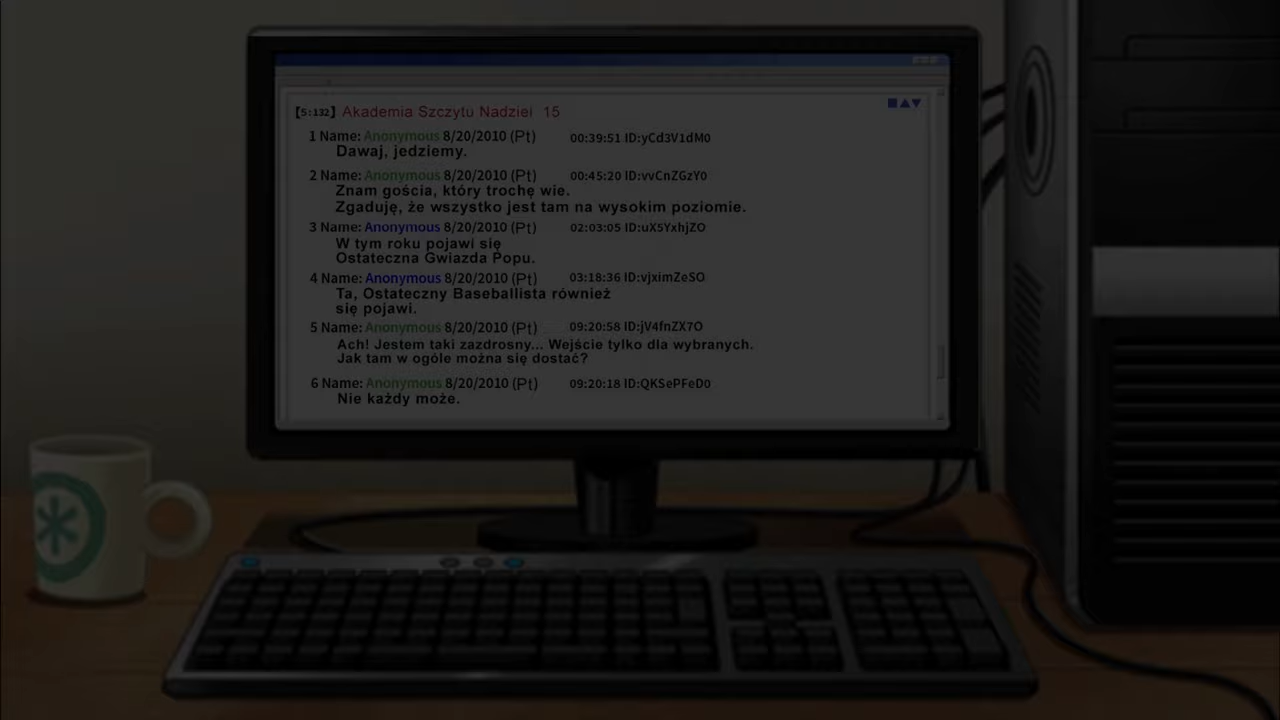 【5:132】 Akademia Szczytu Nadziei 15
1 Name: Anonymous 8/20/2010 (Pt) 00:39:51 ID:yCd3V1dM0
Dawaj, jedziemy.
2 Name: Anonymous 8/20/2010 (Pt) 00:45:20 ID:vvCnZGzY0
Znam gościa, który trochę wie.
Zgaduję, że wszystko jest tam na wysokim poziomie.
3 Name: Anonymous 8/20/2010 (Pt) 02:03:05 ID:uX5YxhjZO
W tym roku pojawi się
Ostateczna Gwiazda Popu.
4 Name: Anonymous 8/20/2010 (Pt) 03:18:36 ID:vjximZeSO
Ta, Ostateczny Baseballista również
się pojawi.
5 Name: Anonymous 8/20/2010 (Pt) 09:20:58 ID:jV4fnZX7O
Ach! Jestem taki zazdrosny... Wejście tylko dla wybranych.
Jak tam w ogóle można się dostać?
6 Name: Anonymous 8/20/2010 (Pt) 09:20:18 ID:QKSePFeD0
Nie każdy może.